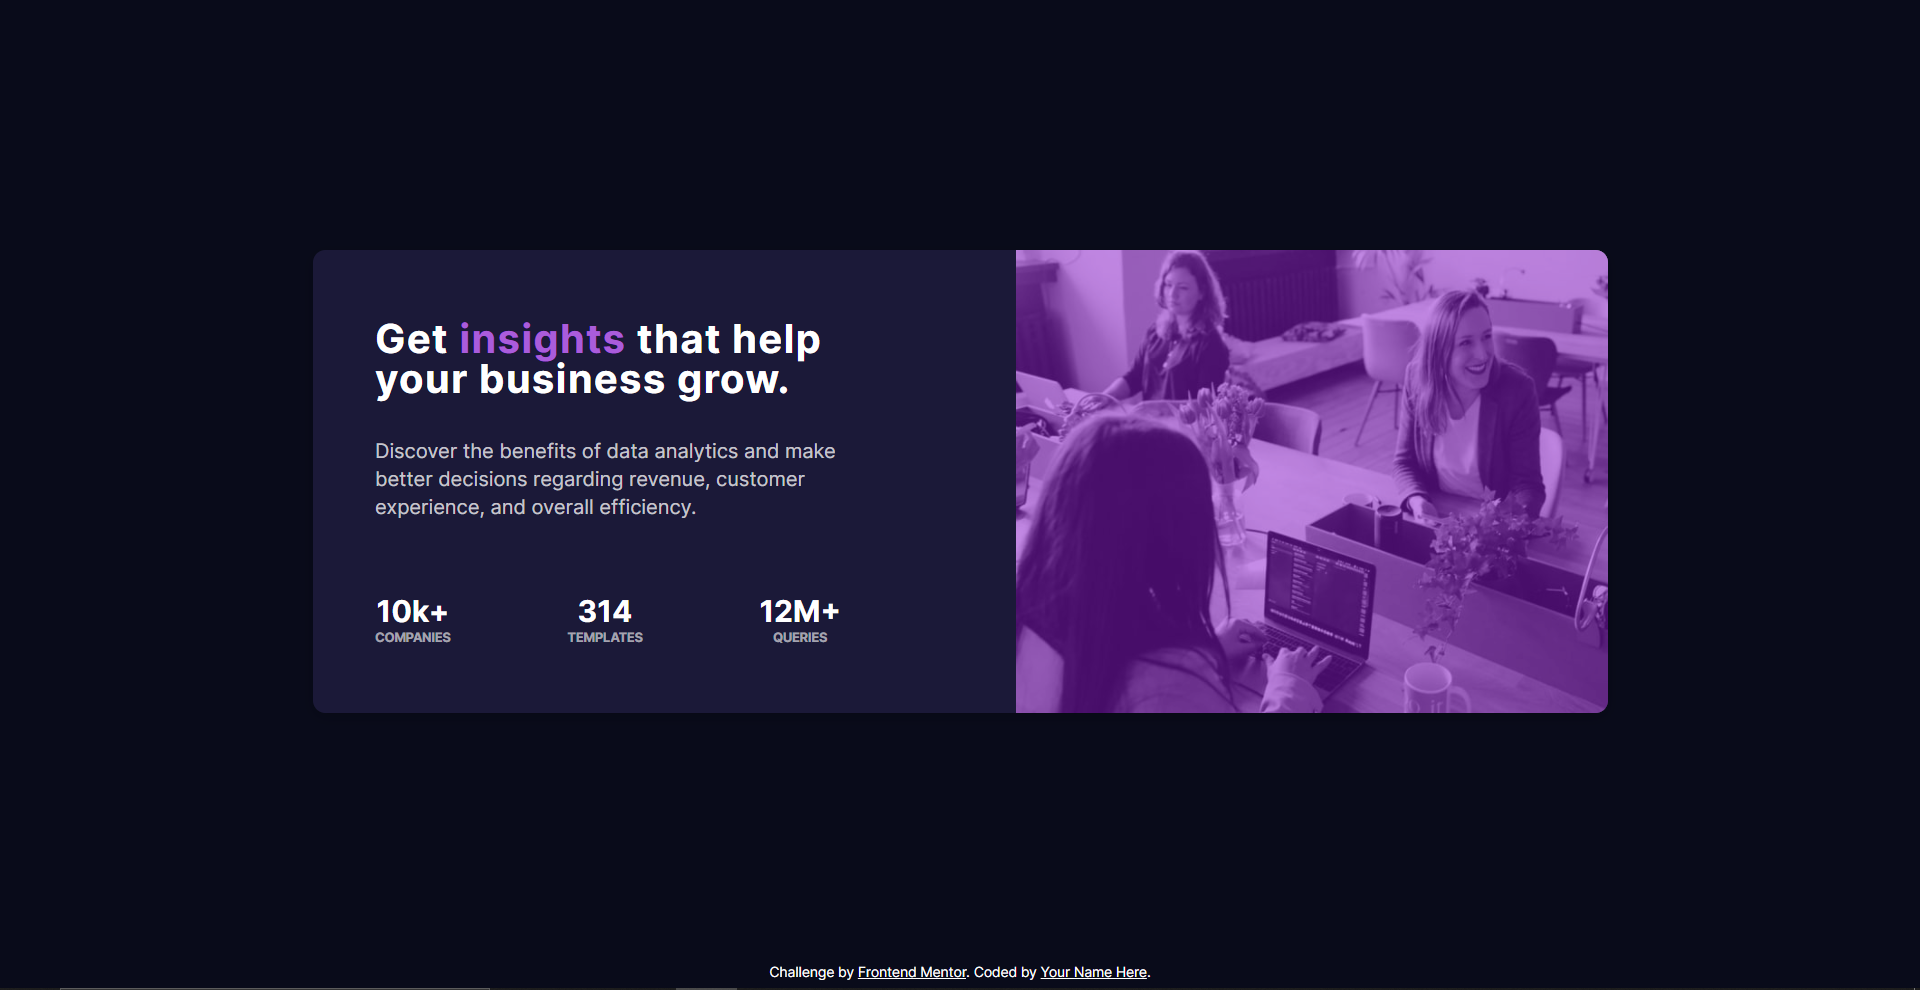 Get insights that help
your business grow.
Discover the benefits of data analytics and make
better decisions regarding revenue, customer
experience, and overall efficiency.
10k+ 314 12M+
COMPANIES TEMPLATES QUERIES
Challenge by Frontend Mentor. Coded by Your Name Here.